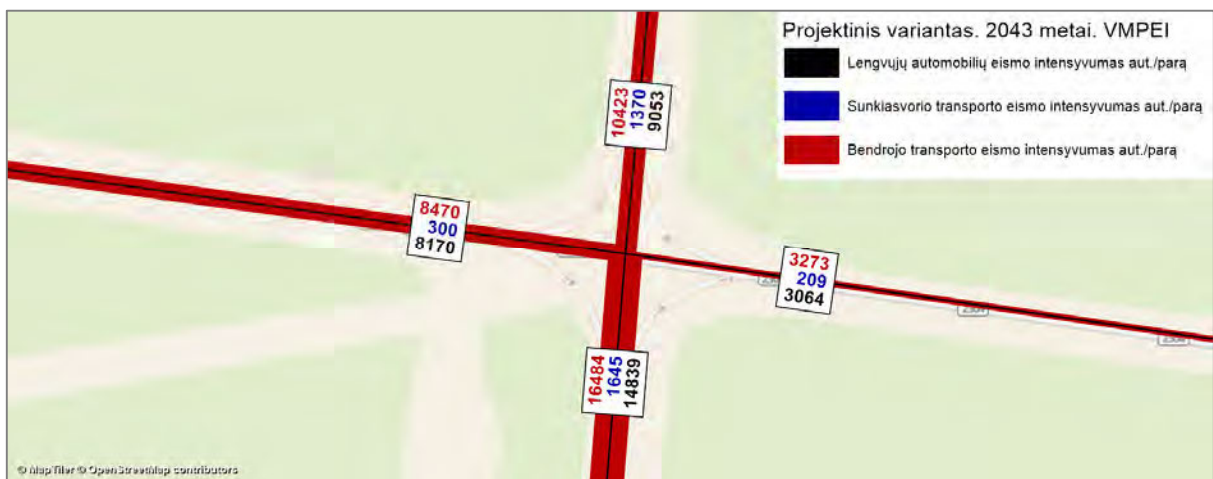 Projektinis variantas. 2043 metai. VMPEI
Lengvųjų automobilių eismo intensyvumas aut./parą
Sunkiasvorio transporto eismo intensyvumas aut./parą
Bendrojo transporto eismo intensyvumas aut./parą
10423
1370
9053
8470
300
8170
3273
209
3064
16484
1645
14839
© MapTiler © OpenStreetMap contributors